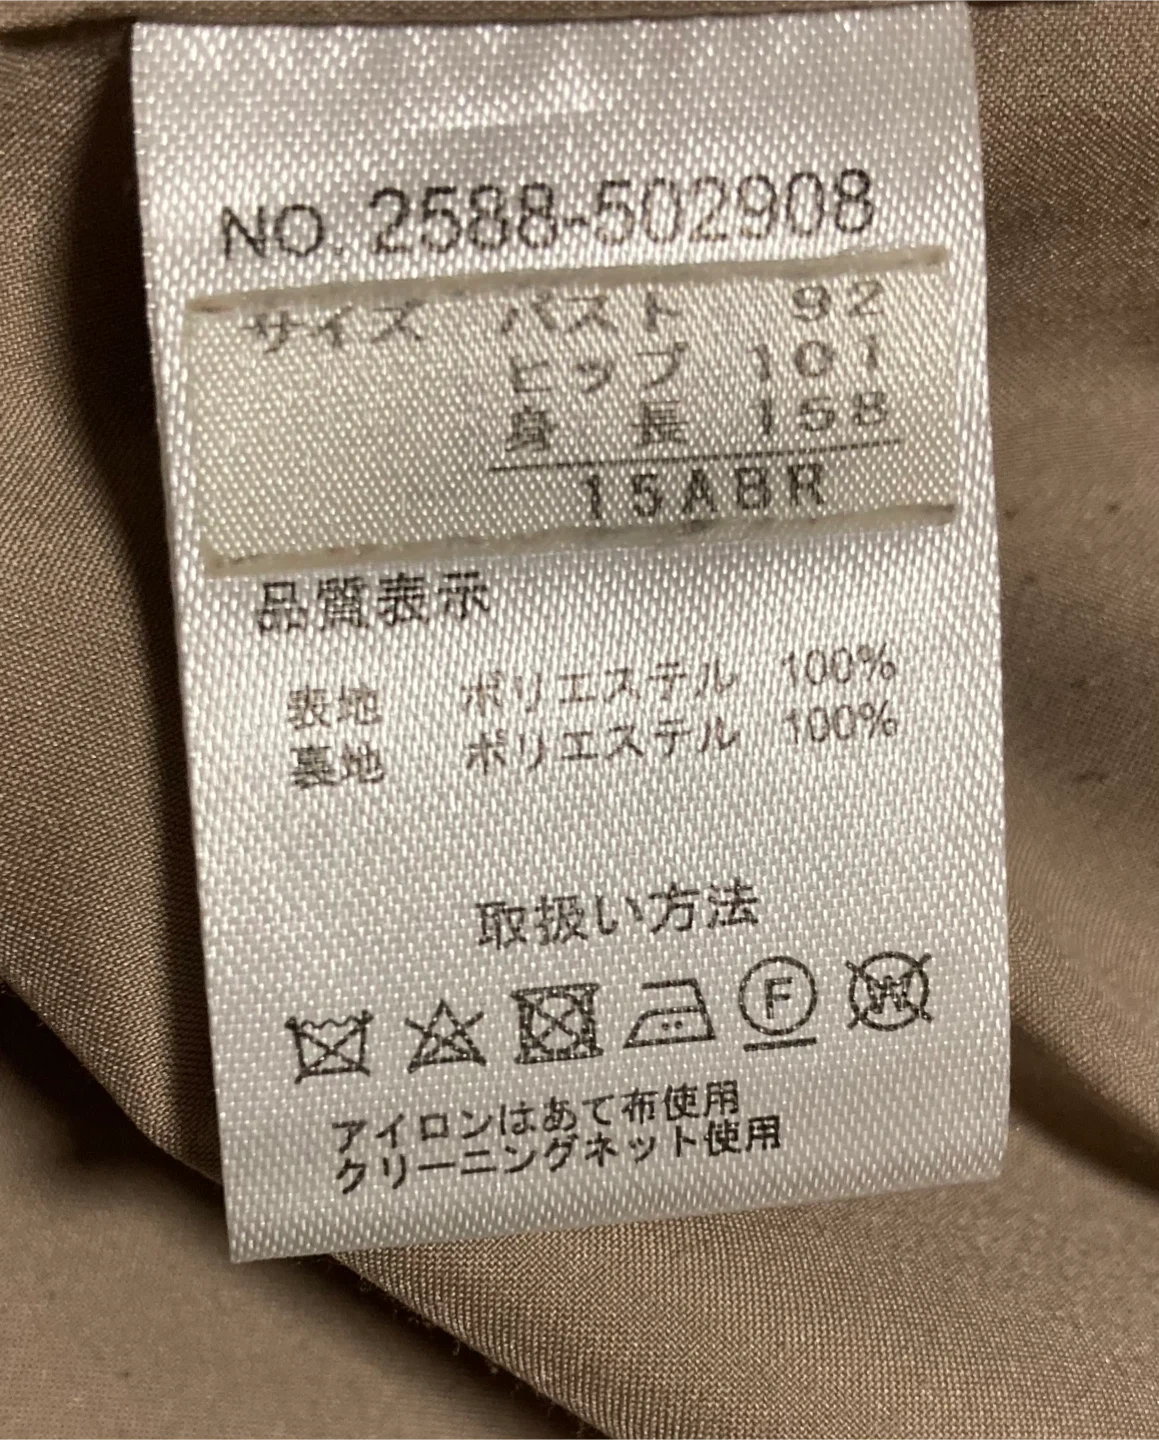 NO. 2588-502908
サイズ バスト 92
ヒップ 101
身長 158
15ABR
品質表示
表地 ポリエステル 100%
裏地 ポリエステル 100%
取扱い方法
F W
アイロンはあて布使用
クリーニングネット使用